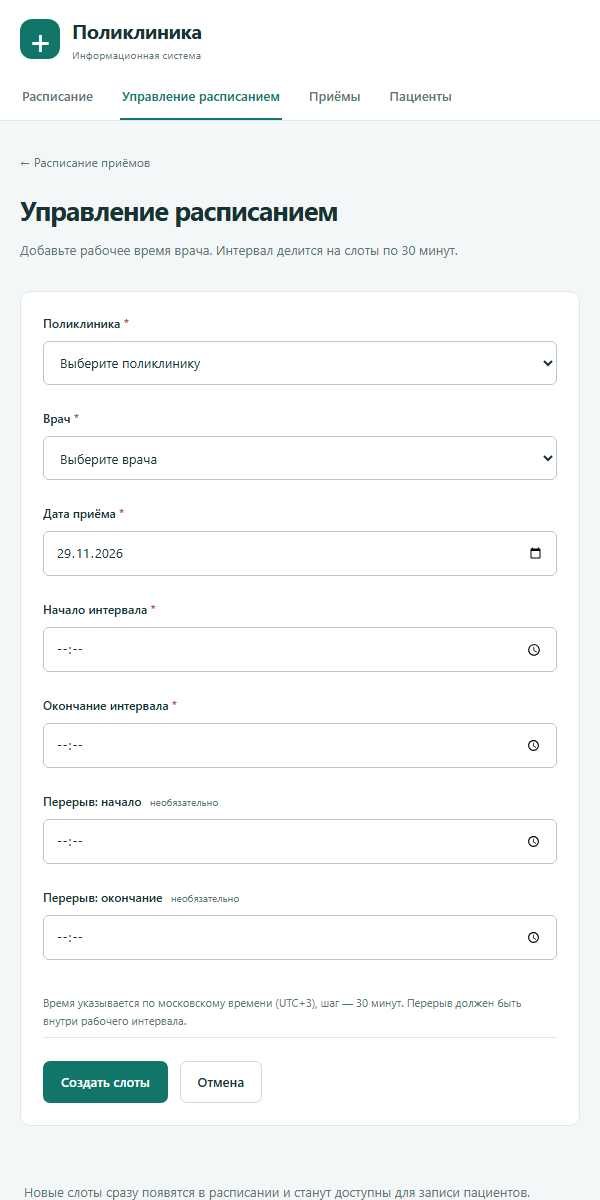 +
Поликлиника
Информационная система
Расписание Управление расписанием Приёмы Пациенты
← Расписание приёмов
Управление расписанием
Добавьте рабочее время врача. Интервал делится на слоты по 30 минут.
Поликлиника *
Выберите поликлинику
Врач *
Выберите врача
Дата приёма *
29.11.2026
Начало интервала *
--:--
Окончание интервала *
--:--
Перерыв: начало необязательно
--:--
Перерыв: окончание необязательно
--:--
Время указывается по московскому времени (UTC+3), шаг — 30 минут. Перерыв должен быть
внутри рабочего интервала.
Создать слоты Отмена
Новые слоты сразу появятся в расписании и станут доступны для записи пациентов.